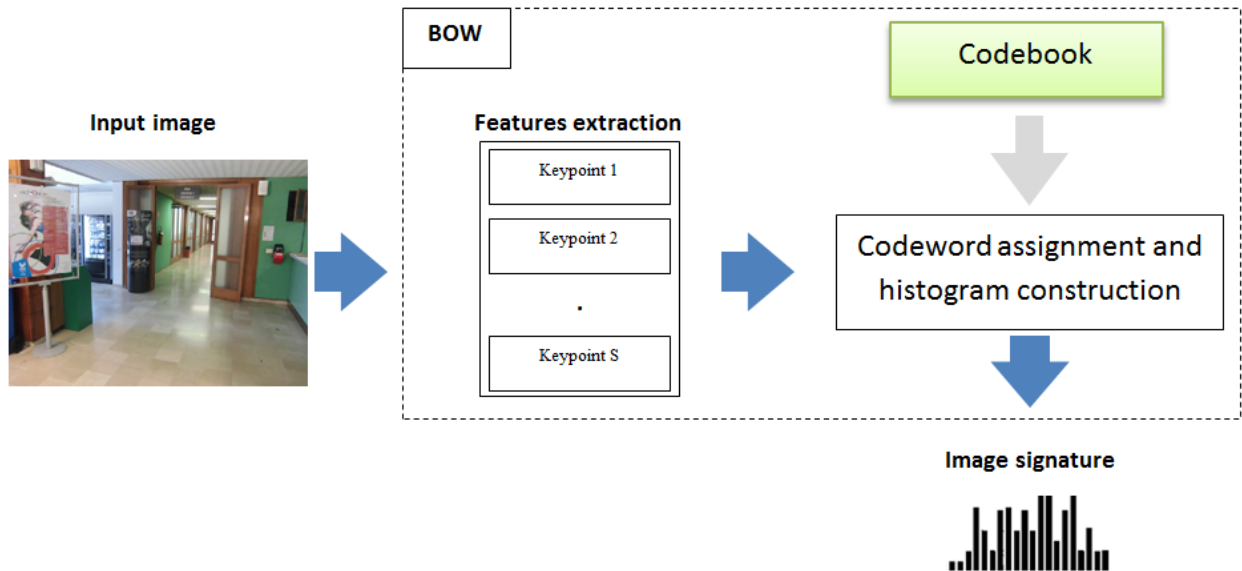 BOW
Codebook
Input image
Features extraction
Keypoint 1
Keypoint 2
.
Keypoint S
Codeword assignment and
histogram construction
Image signature